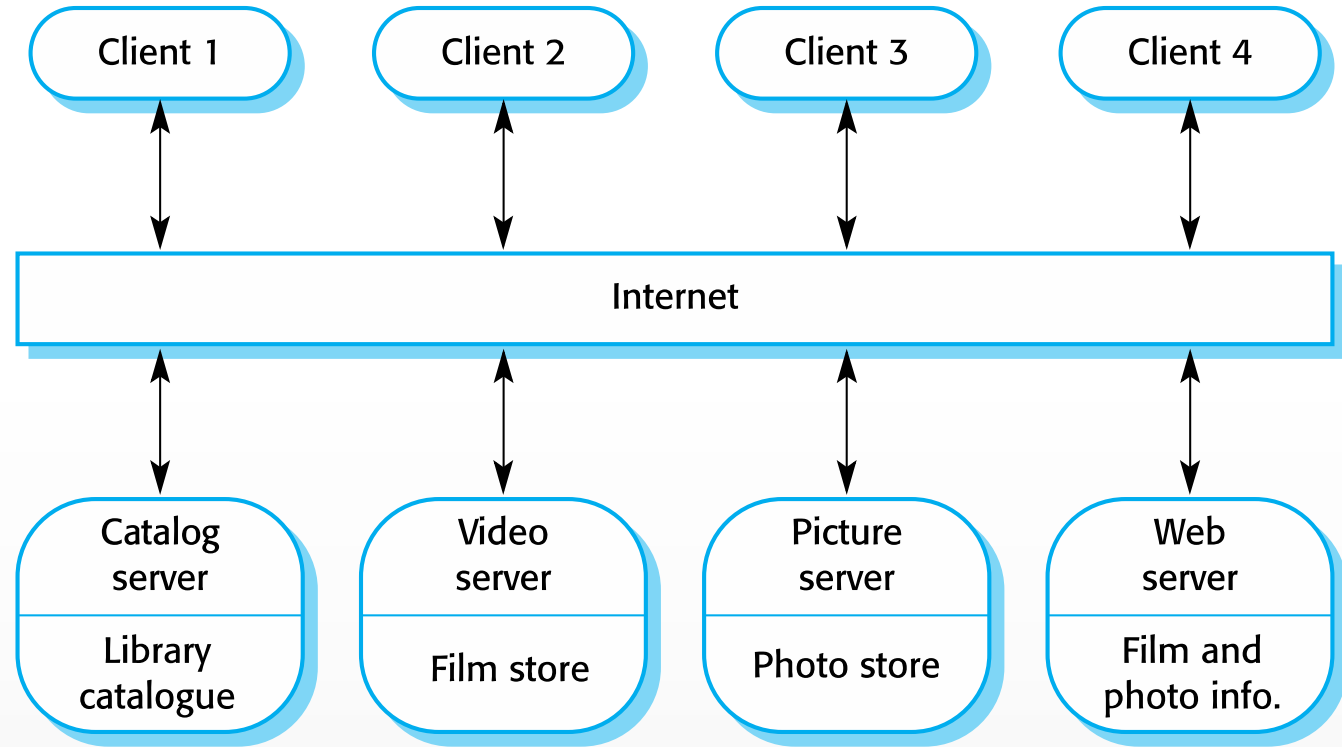 Client 1
Client 2
Client 3
Client 4
Internet
Catalog
server
Library
catalogue
Video
server
Film store
Picture
server
Photo store
Web
server
Film and
photo info.